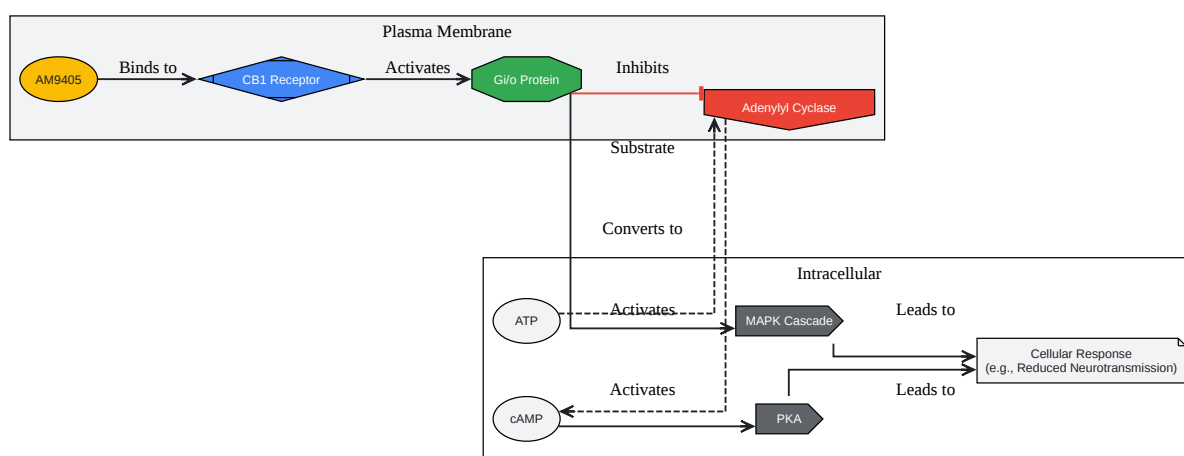 Plasma Membrane
AM9405
Binds to
CB1 Receptor
Activates
Gi/o Protein
Inhibits
Adenylyl Cyclase
Substrate
Converts to
Intracellular
ATP
Activates
MAPK Cascade
Leads to
Cellular Response
(e.g., Reduced Neurotransmission)
Activates
Leads to
cAMP
PKA